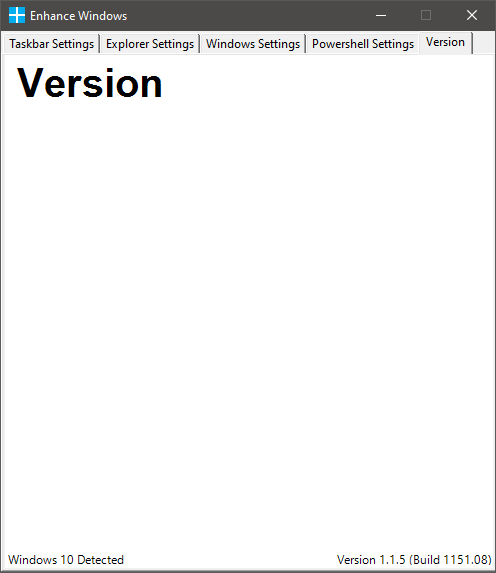 Enhance Windows
Taskbar Settings Explorer Settings Windows Settings Powershell Settings Version
Version
Windows 10 Detected Version 1.1.5 (Build 1151.08)